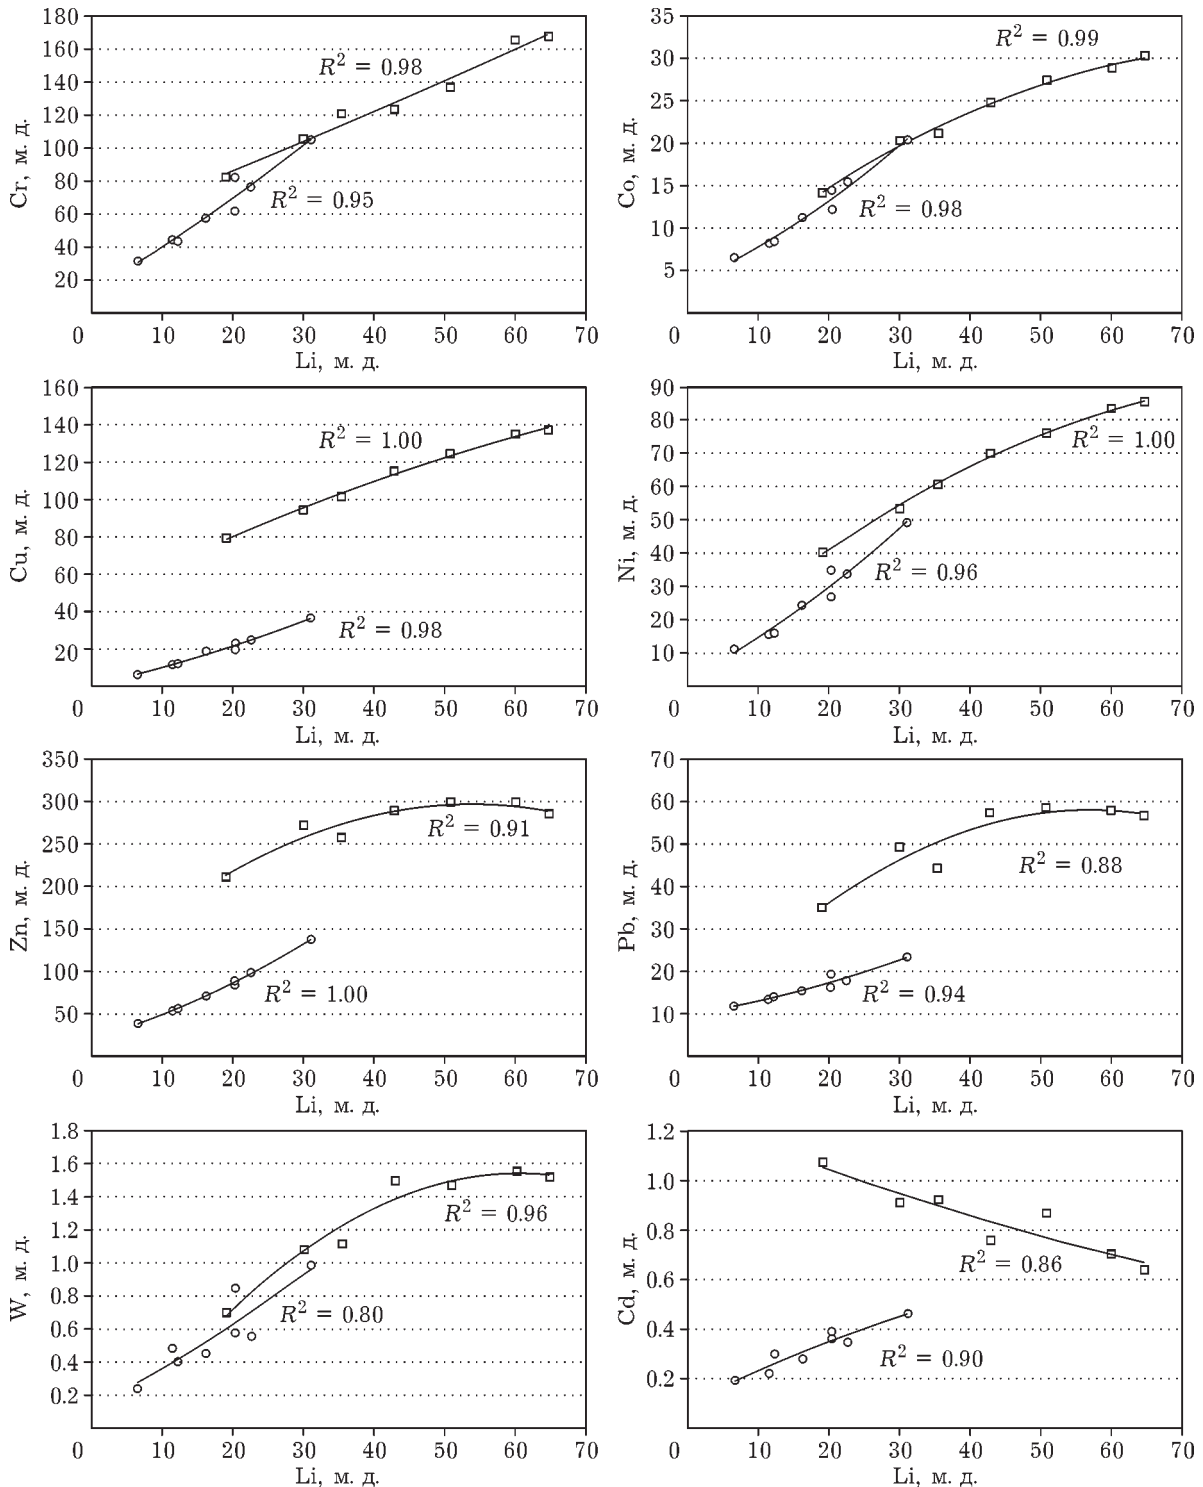 Cr, м. д.
180
160
140
120
100
80
60
40
20
R² = 0.98
R² = 0.95
0 10 20 30 40 50 60 70
Li, м. д.
Co, м. д.
35
30
25
20
15
10
5
R² = 0.99
R² = 0.98
0 10 20 30 40 50 60 70
Li, м. д.
Cu, м. д.
160
140
120
100
80
60
40
20
R² = 1.00
R² = 0.98
0 10 20 30 40 50 60 70
Li, м. д.
Ni, м. д.
90
80
70
60
50
40
30
20
10
R² = 1.00
R² = 0.96
0 10 20 30 40 50 60 70
Li, м. д.
Zn, м. д.
350
300
250
200
150
100
50
R² = 0.91
R² = 1.00
0 10 20 30 40 50 60 70
Li, м. д.
Pb, м. д.
70
60
50
40
30
20
10
R² = 0.88
R² = 0.94
0 10 20 30 40 50 60 70
Li, м. д.
W, м. д.
1.8
1.6
1.4
1.2
1.0
0.8
0.6
0.4
0.2
R² = 0.96
R² = 0.80
0 10 20 30 40 50 60 70
Li, м. д.
Cd, м. д.
1.2
1.0
0.8
0.6
0.4
0.2
R² = 0.86
R² = 0.90
0 10 20 30 40 50 60 70
Li, м. д.